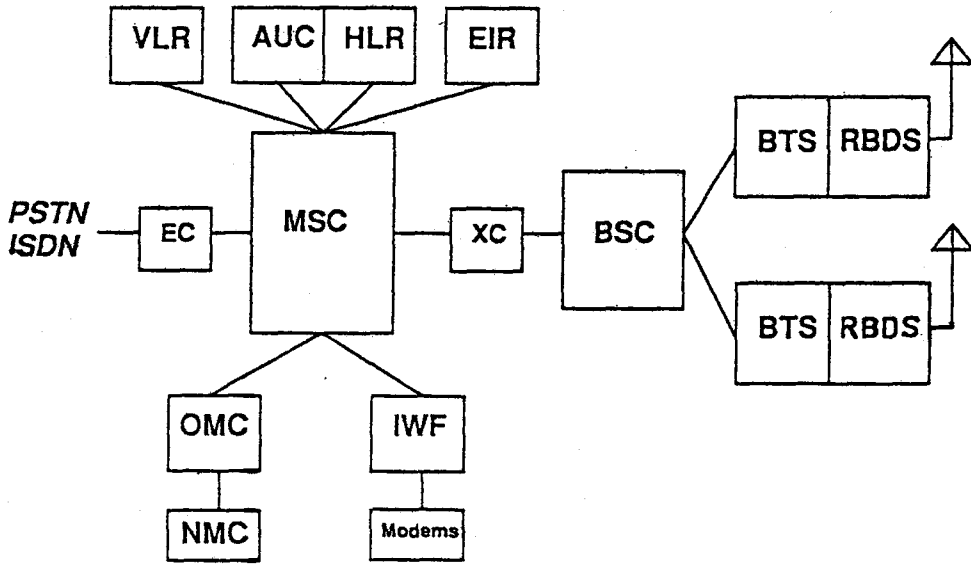 VLR
AUC
HLR
EIR
BTS
RBDS
PSTN
ISDN
EC
MSC
XC
BSC
BTS
RBDS
OMC
IWF
NMC
Modems